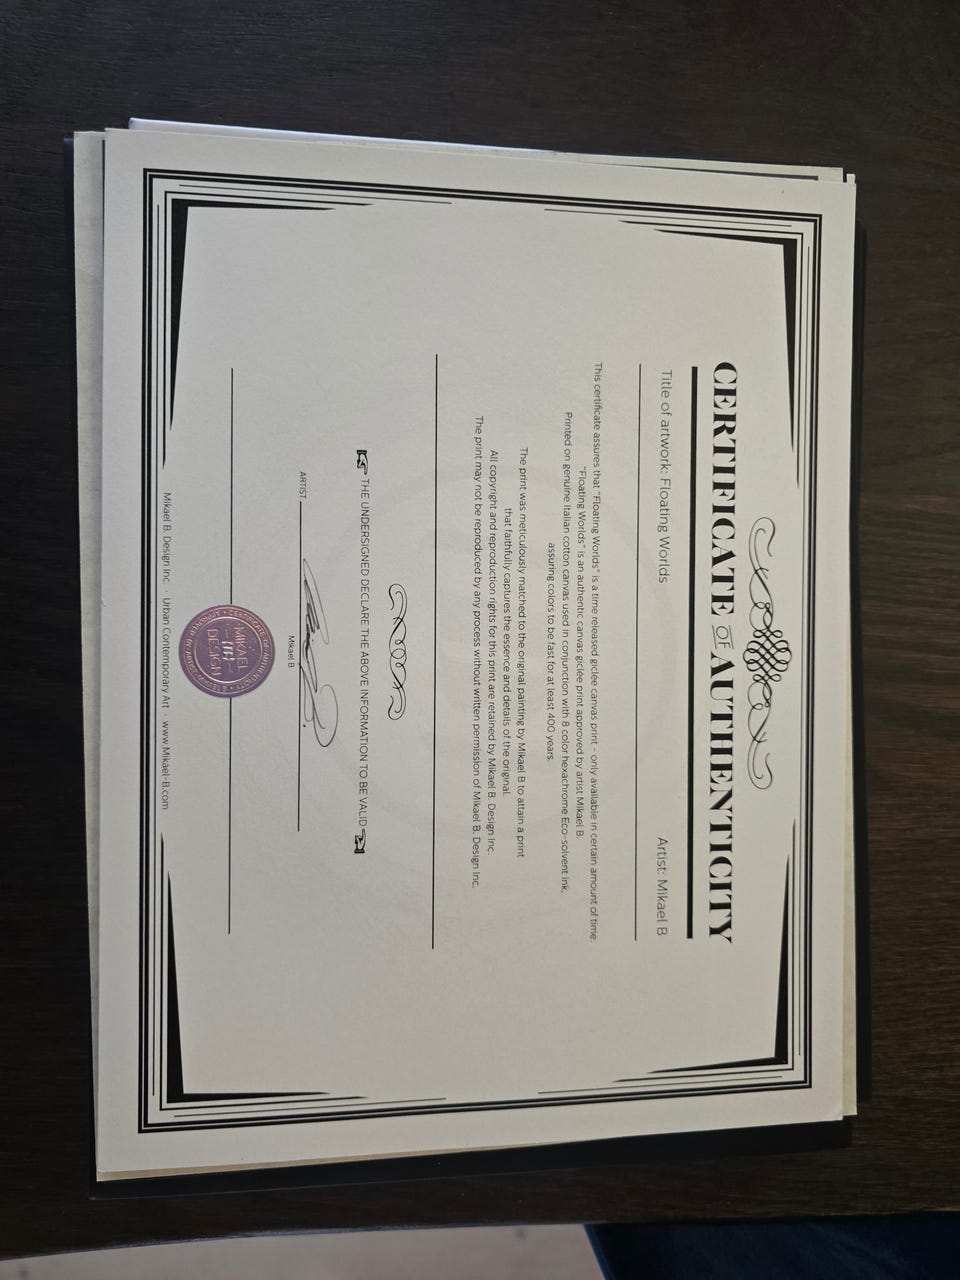 CERTIFICATE OF AUTHENTICITY
Title of artwork: Floating Worlds Artist: Mikael B
This certificate assures that "Floating Worlds" is a time released giclée canvas print - only available in certain amount of time.
"Floating Worlds" is an authentic canvas giclée print approved by artist Mikael B.
Printed on genuine Italian cotton canvas used in conjunction with 8 color hexachrome Eco-solvent ink,
assuring colors to be fast for at least 400 years.
The print was meticulously matched to the original painting by Mikael B to attain a print
that faithfully captures the essence and details of the original.
All copyright and reproduction rights for this print are retained by Mikael B. Design Inc.
The print may not be reproduced by any process without written permission of Mikael B. Design Inc.
THE UNDERSIGNED DECLARE THE ABOVE INFORMATION TO BE VALID
ARTIST
Mikael B
CERTIFICATE OF AUTHENTICITY
MIKAEL
DESIGN
Mikael B. Design Inc. · Urban Contemporary Art · www.Mikael-B.com